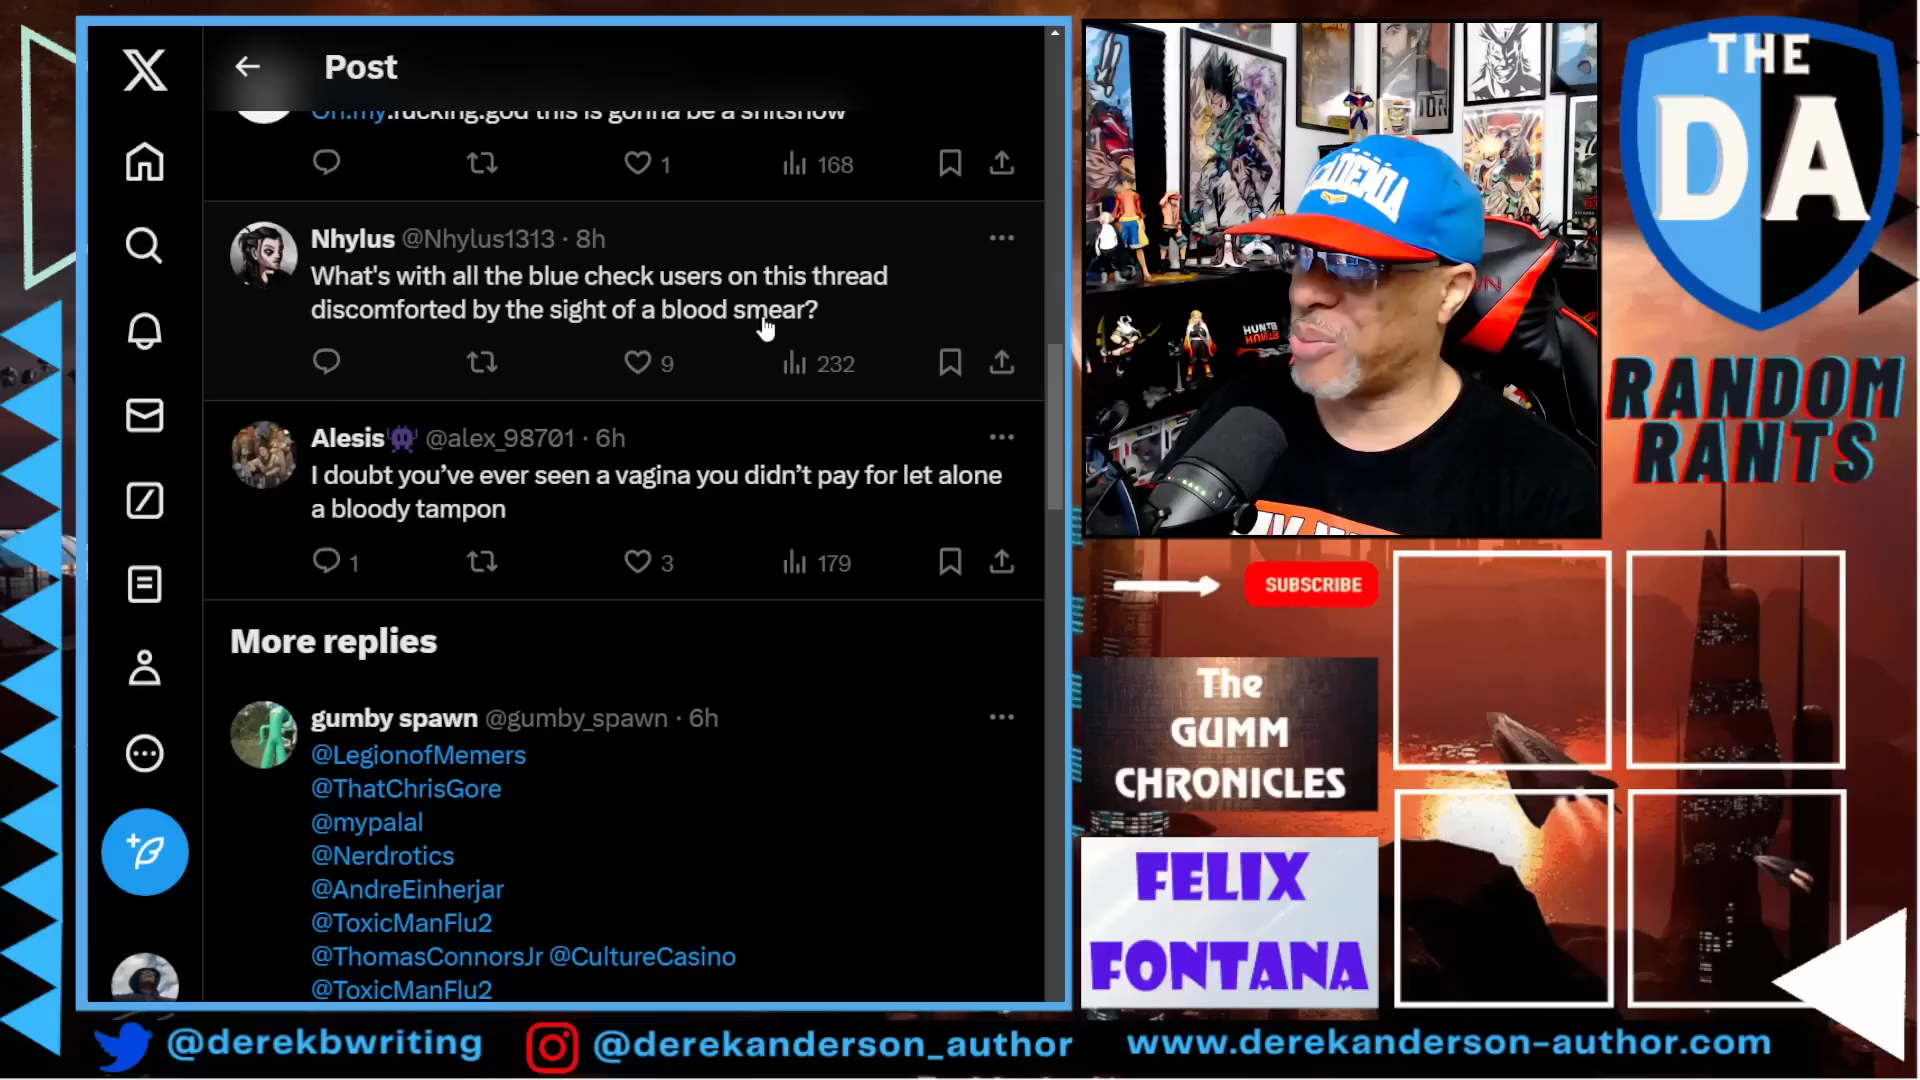 Post
Oh.my.fucking.god this is gonna be a shitshow
1
168
Nhylus @Nhylus1313 · 8h
What's with all the blue check users on this thread
discomforted by the sight of a blood smear?
9
232
Alesis @alex_98701 · 6h
I doubt you’ve ever seen a vagina you didn’t pay for let alone
a bloody tampon
1
3
179
More replies
gumby spawn @gumby_spawn · 6h
@LegionofMemers
@ThatChrisGore
@mypalal
@Nerdrotics
@AndreEinherjar
@ToxicManFlu2
@ThomasConnorsJr @CultureCasino
@ToxicManFlu2
ACADEMIA
THE
DA
RANDOM
RANTS
SUBSCRIBE
The
GUMM
CHRONICLES
FELIX
FONTANA
@derekbwriting
@derekanderson_author
www.derekanderson-author.com